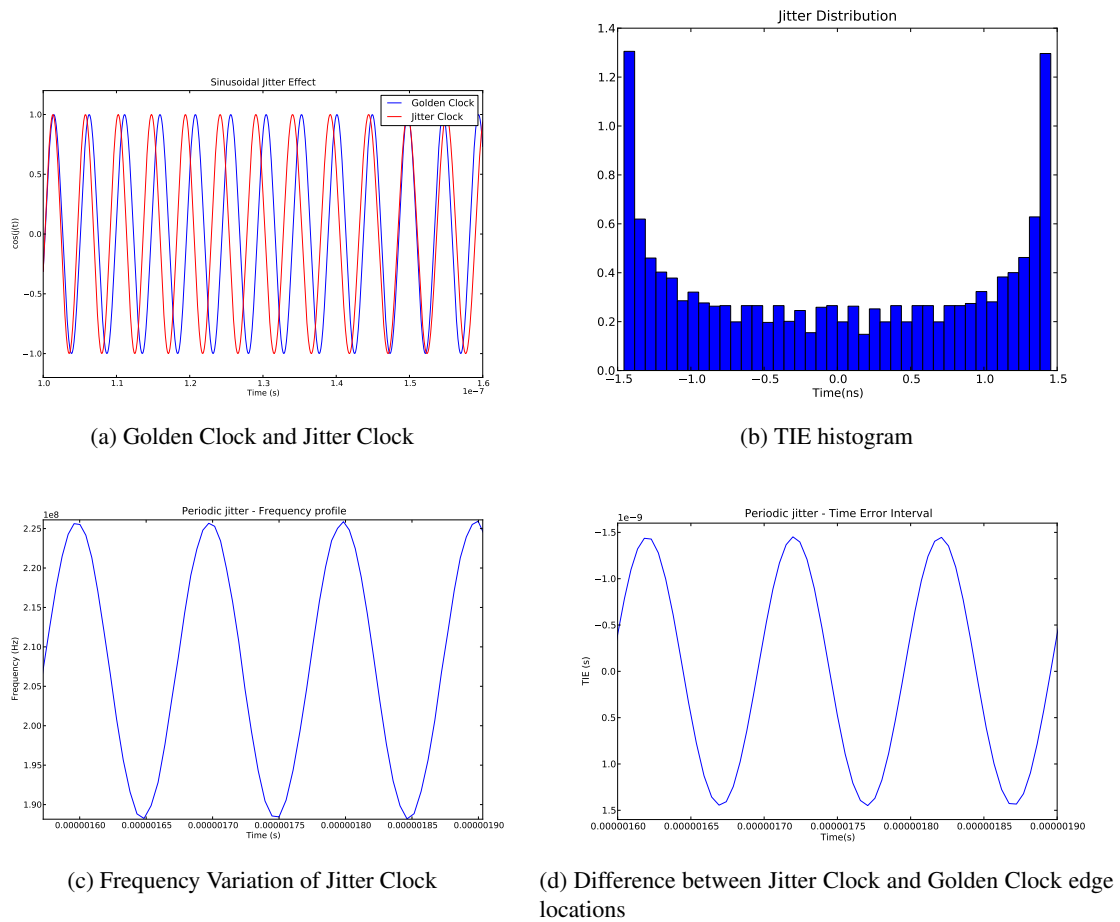 Sinusoidal Jitter Effect
Golden Clock
Jitter Clock
cos(j(t))
1.0
0.5
0.0
−0.5
−1.0
1.0 1.1 1.2 1.3 1.4 1.5 1.6
Time (s)
1e−7
(a) Golden Clock and Jitter Clock
Jitter Distribution
1.4
1.2
1.0
0.8
0.6
0.4
0.2
0.0
−1.5 −1.0 −0.5 0.0 0.5 1.0 1.5
Time(ns)
(b) TIE histogram
Periodic jitter - Frequency profile
1e8
Frequency (Hz)
2.25
2.20
2.15
2.10
2.05
2.00
1.95
1.90
0.00000160 0.00000165 0.00000170 0.00000175 0.00000180 0.00000185 0.00000190
Time (s)
(c) Frequency Variation of Jitter Clock
Periodic jitter - Time Error Interval
1e−9
TIE (s)
−1.5
−1.0
−0.5
0.0
0.5
1.0
1.5
0.00000160 0.00000165 0.00000170 0.00000175 0.00000180 0.00000185 0.00000190
Time(s)
(d) Difference between Jitter Clock and Golden Clock edge
locations